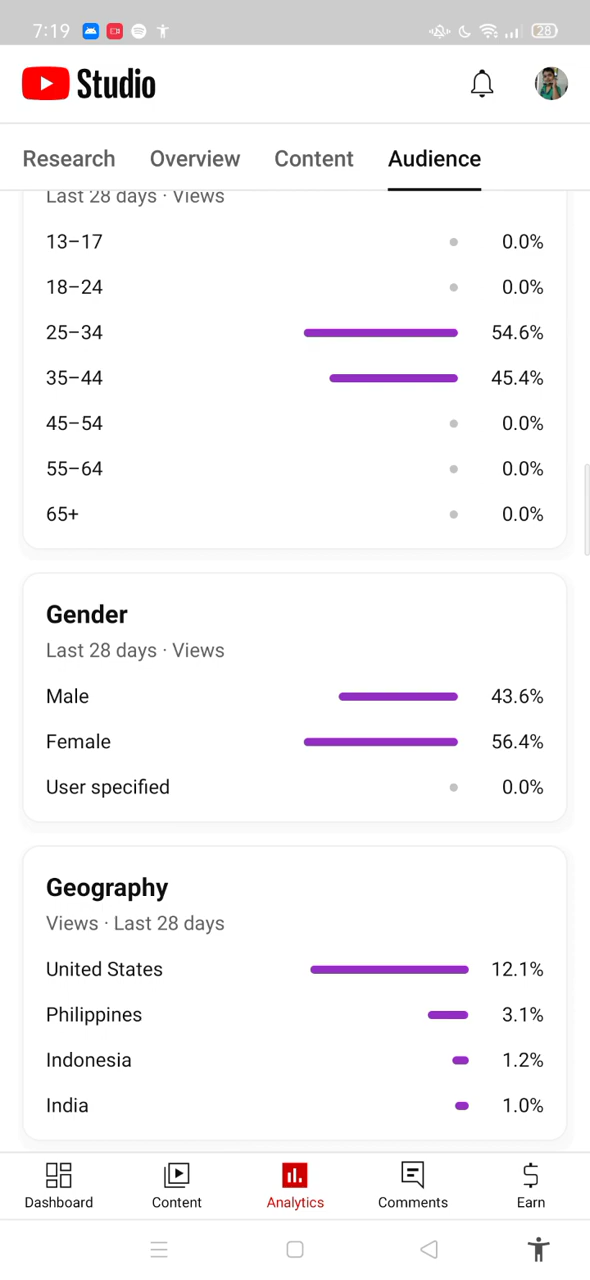 7:19
28
Studio
Research Overview Content Audience
Last 28 days · Views
13–17 0.0%
18–24 0.0%
25–34 54.6%
35–44 45.4%
45–54 0.0%
55–64 0.0%
65+ 0.0%
Gender
Last 28 days · Views
Male 43.6%
Female 56.4%
User specified 0.0%
Geography
Views · Last 28 days
United States 12.1%
Philippines 3.1%
Indonesia 1.2%
India 1.0%
Dashboard Content Analytics Comments Earn